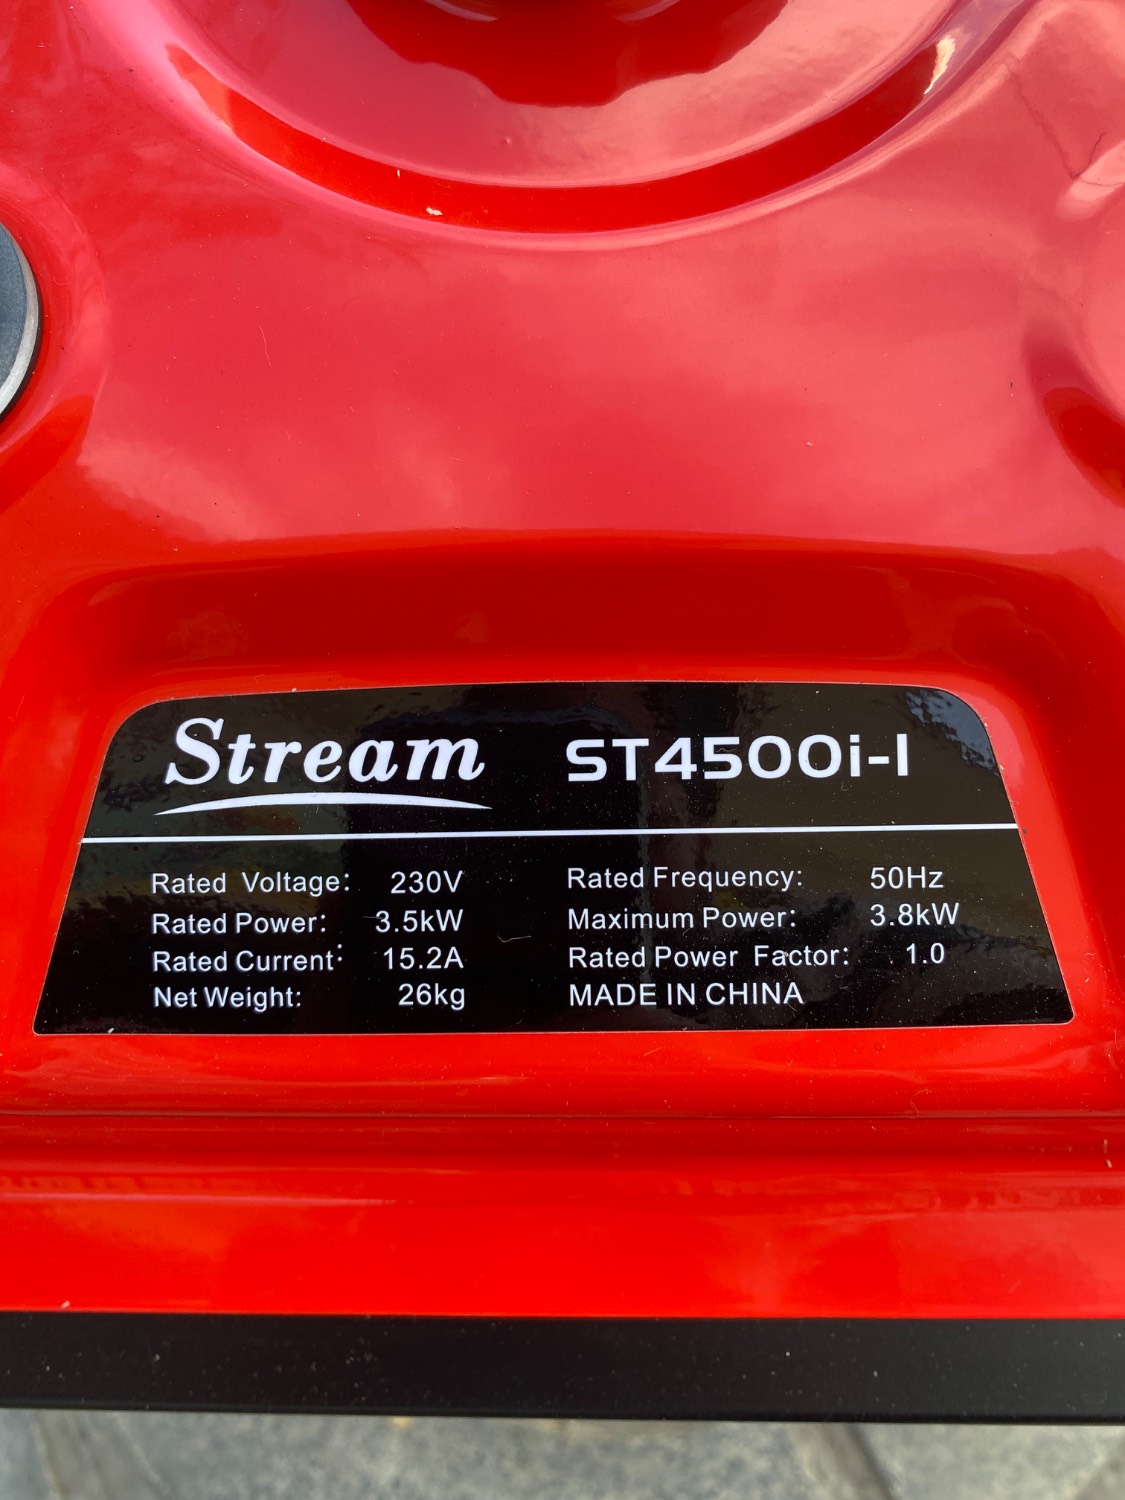 Stream ST4500i-I
Rated Voltage: 230V Rated Frequency: 50Hz
Rated Power: 3.5kW Maximum Power: 3.8kW
Rated Current: 15.2A Rated Power Factor: 1.0
Net Weight: 26kg MADE IN CHINA